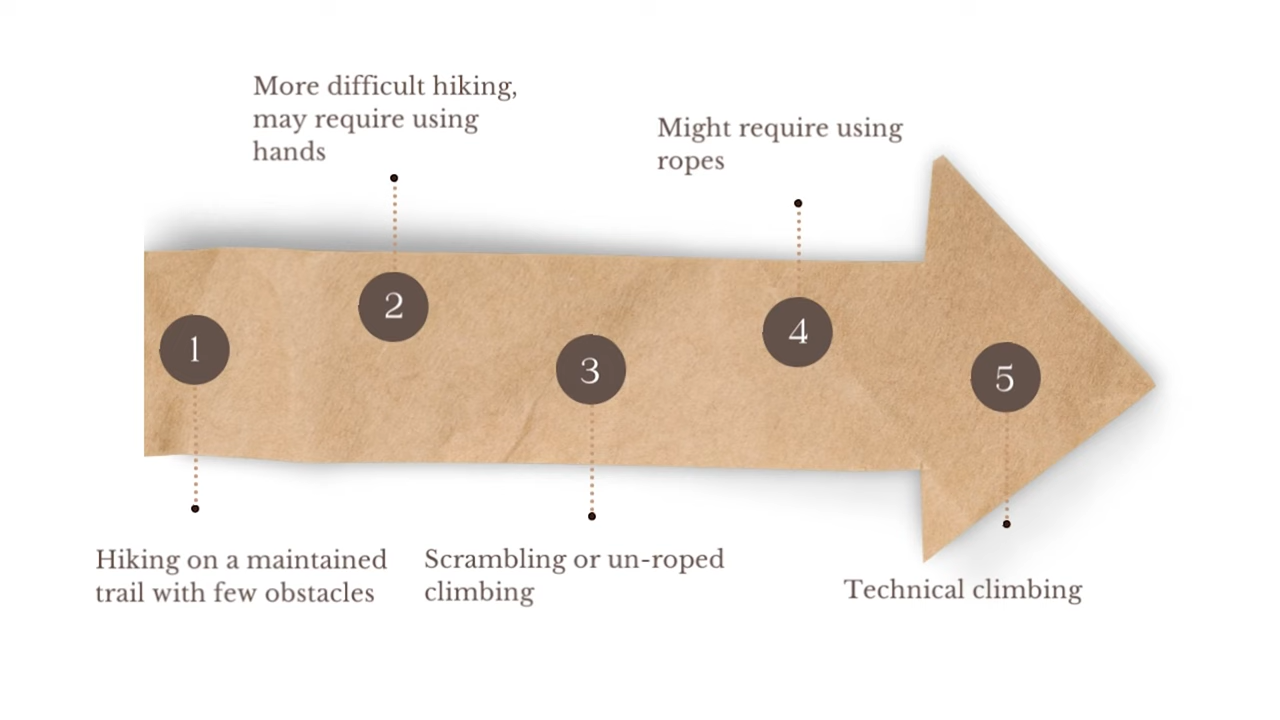 More difficult hiking,
may require using
hands
Might require using
ropes
1
2
3
4
5
Hiking on a maintained
trail with few obstacles
Scrambling or un-roped
climbing
Technical climbing